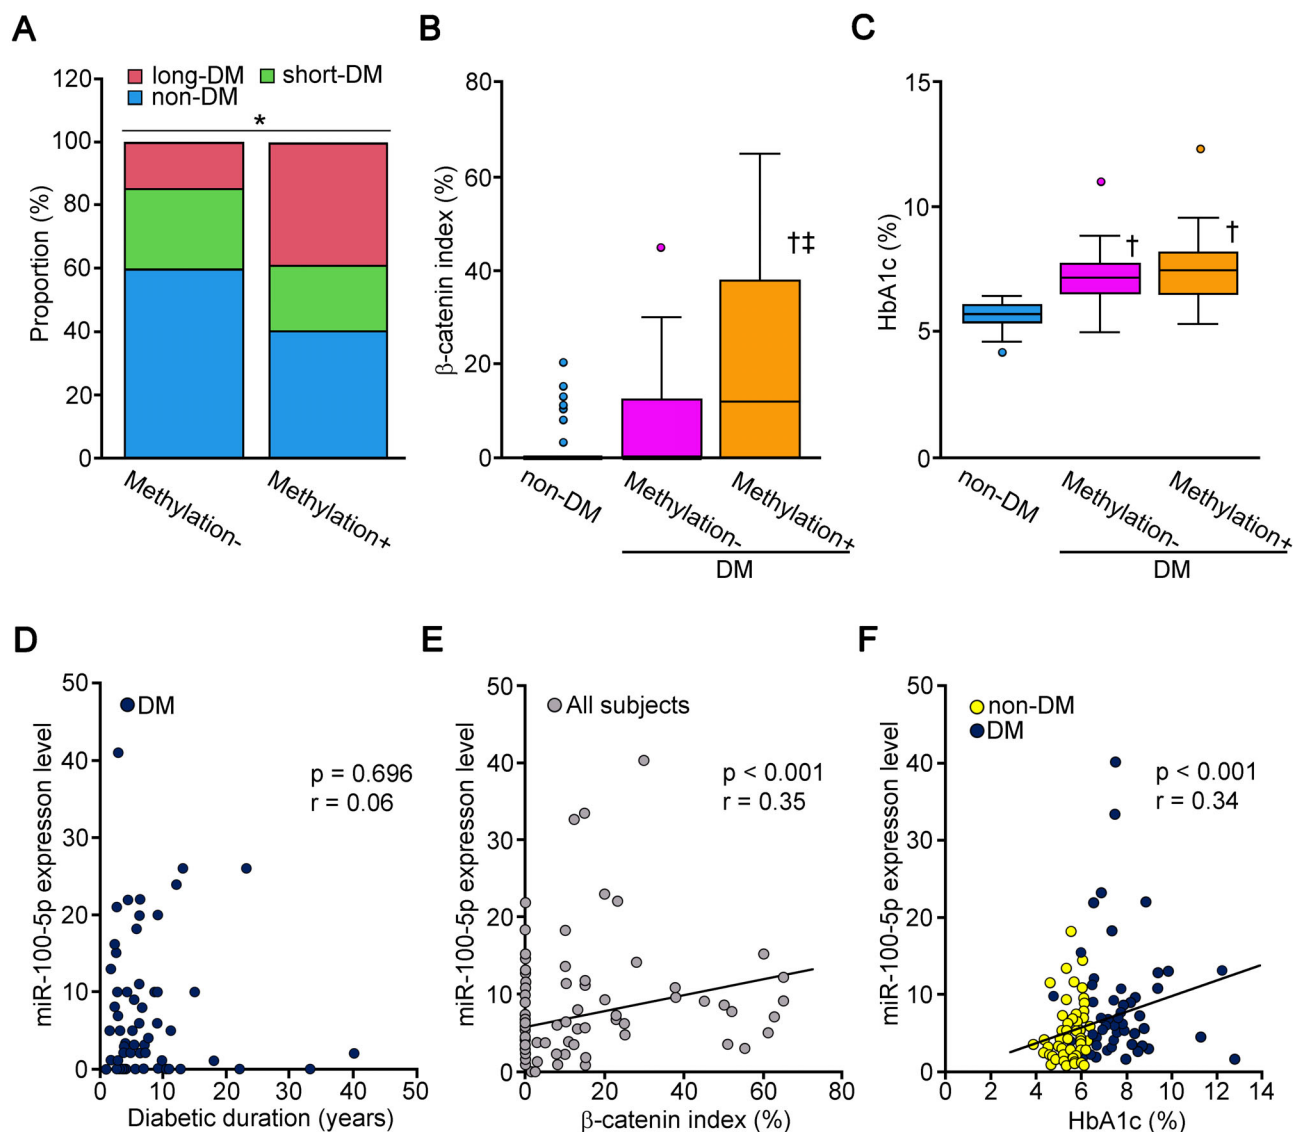 A
long-DM
short-DM
non-DM
*
120
100
80
60
40
20
0
Proportion (%)
Methylation-
Methylation+
B
80
60
40
20
0
β-catenin index (%)
†‡
non-DM
Methylation-
Methylation+
DM
C
15
10
5
0
HbA1c (%)
†
†
non-DM
Methylation-
Methylation+
DM
D
50
40
30
20
10
0
miR-100-5p expresson level
DM
p = 0.696
r = 0.06
0
10
20
30
40
50
Diabetic duration (years)
E
50
40
30
20
10
0
miR-100-5p expresson level
All subjects
p < 0.001
r = 0.35
0
20
40
60
80
β-catenin index (%)
F
50
40
30
20
10
0
miR-100-5p expresson level
non-DM
DM
p < 0.001
r = 0.34
0
2
4
6
8
10
12
14
HbA1c (%)